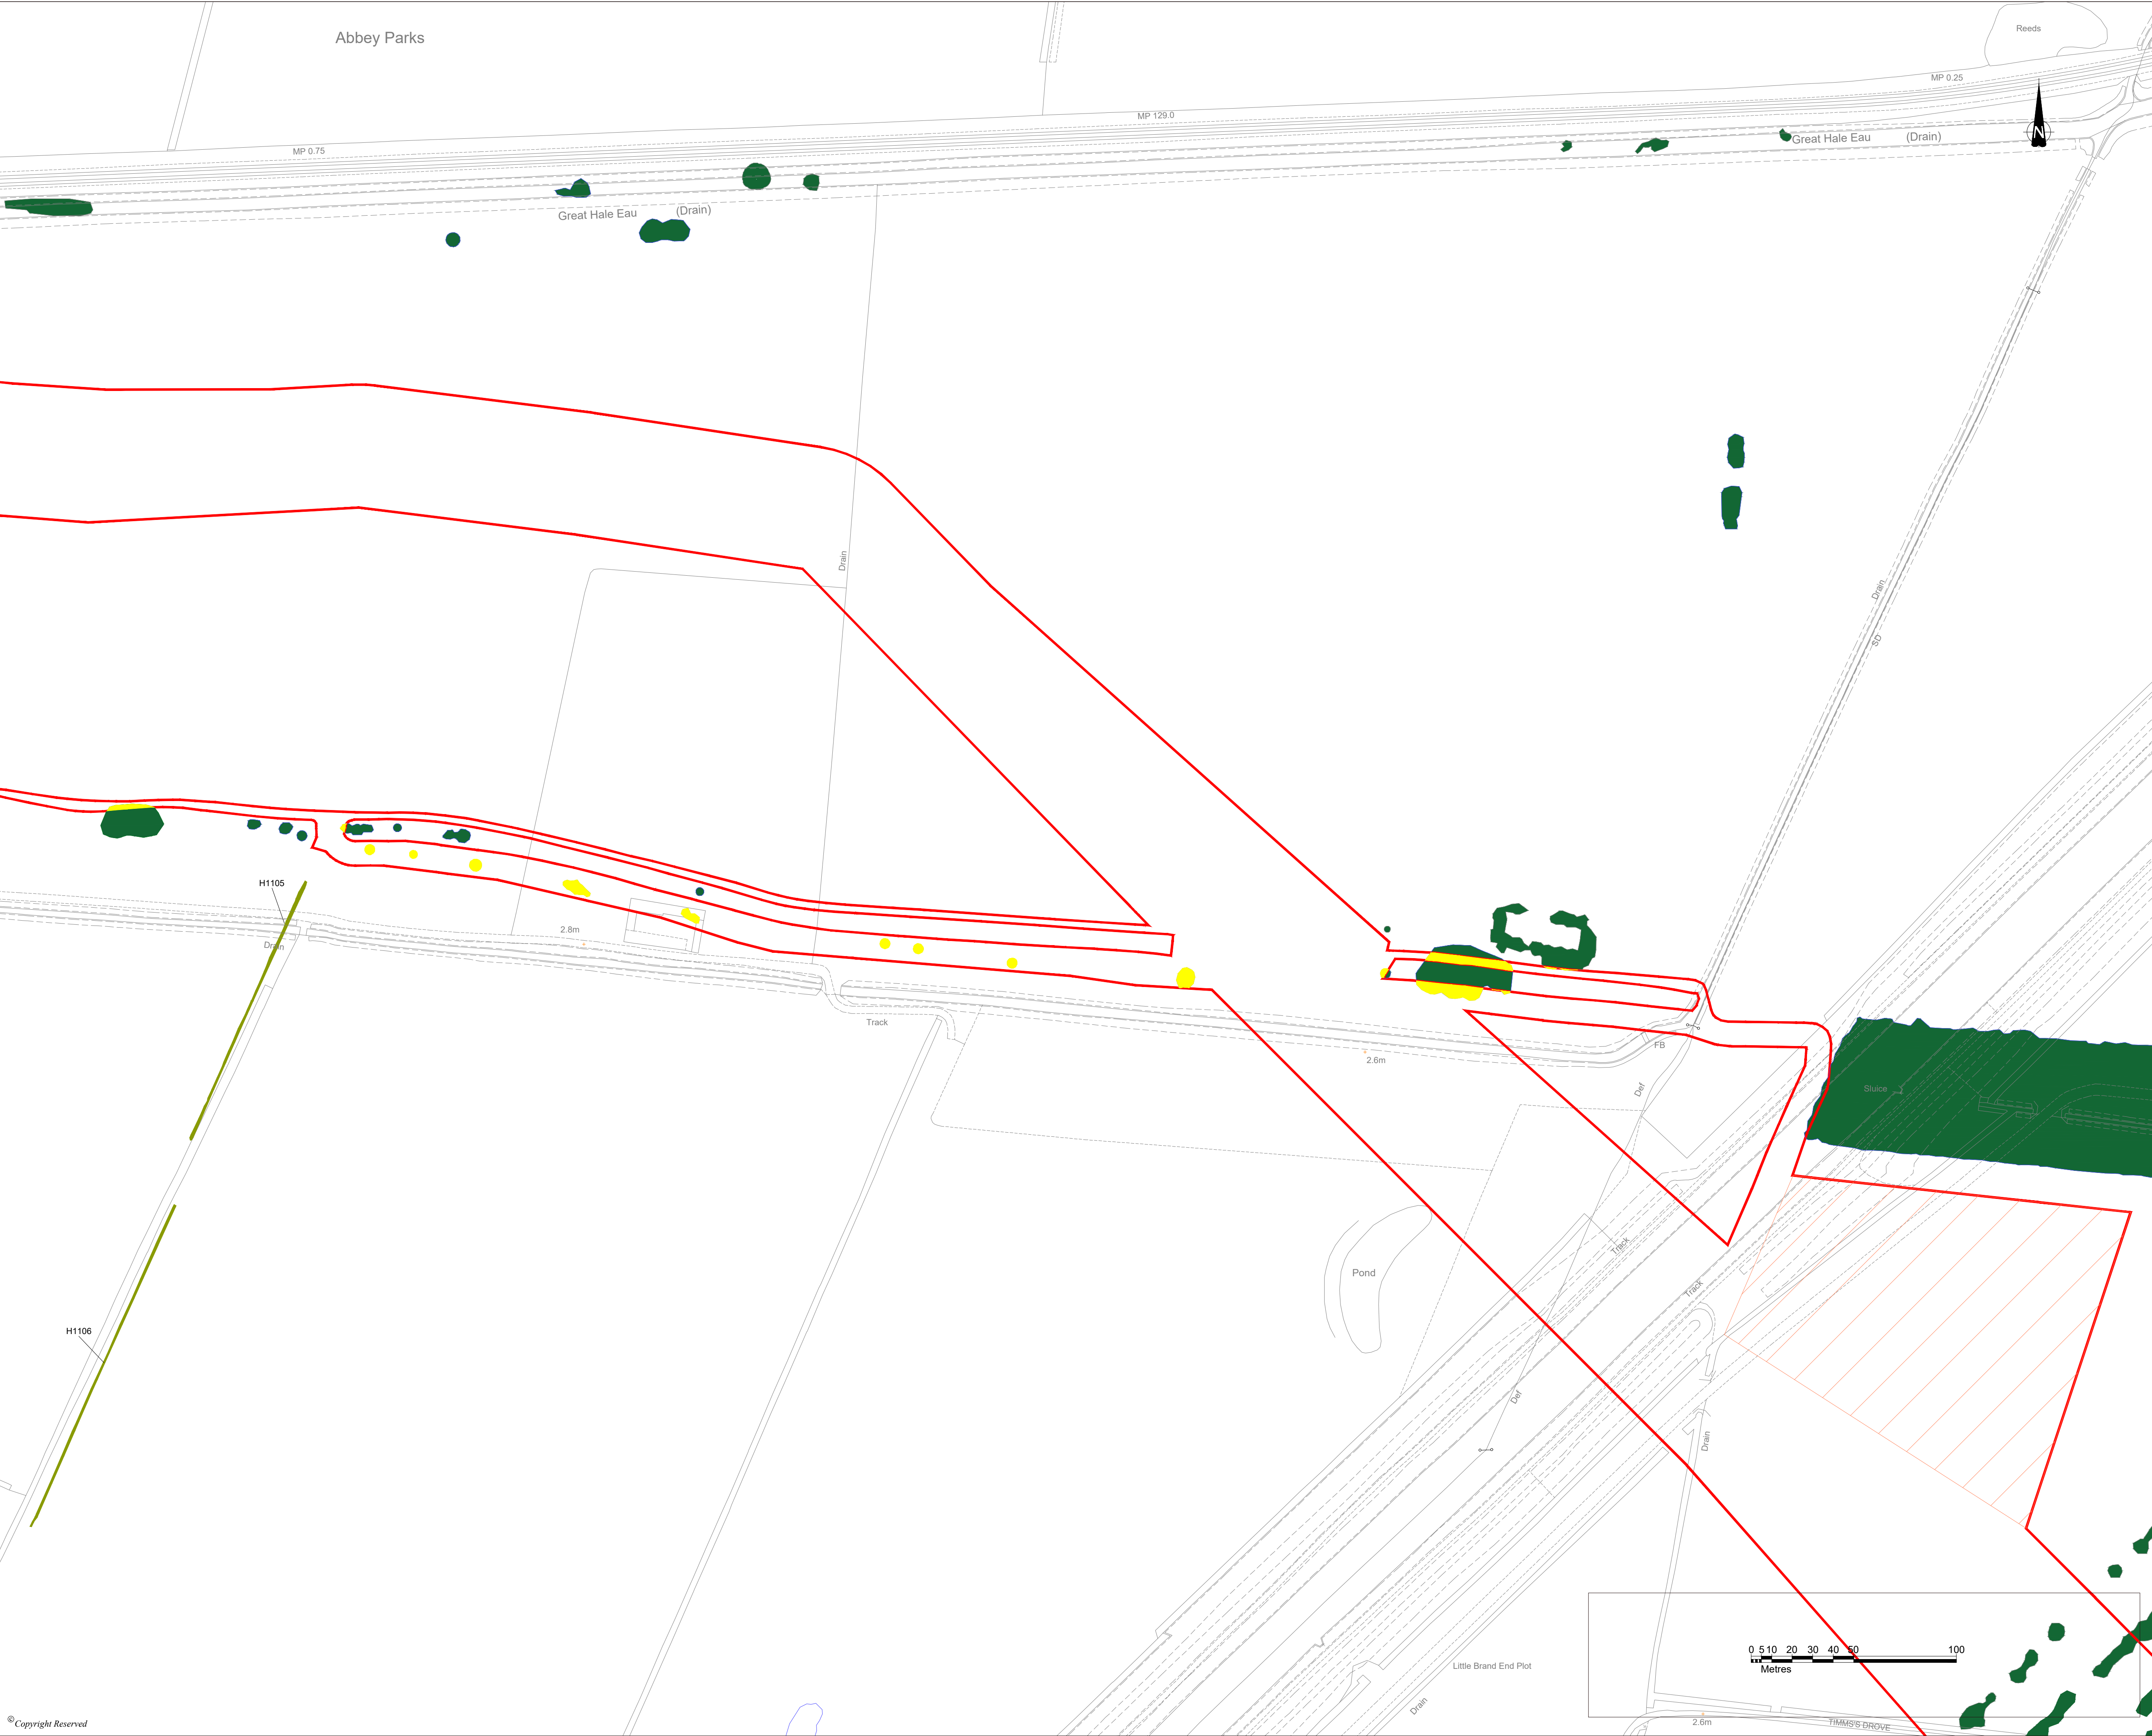 Reeds
Abbey Parks
MP 0.25
MP 129.0
N
Great Hale Eau (Drain)
MP 0.75
Great Hale Eau (Drain)
Drain
Drain
SD
H1105
Drain
2.8m
Track
FB
2.6m
Def
Sluice
Track
Pond
Track
H1106
Def
Drain
0 5 10 20 30 40 50 100
Metres
Little Brand End Plot
Drain
2.6m
TIMMS'S DROVE
© Copyright Reserved